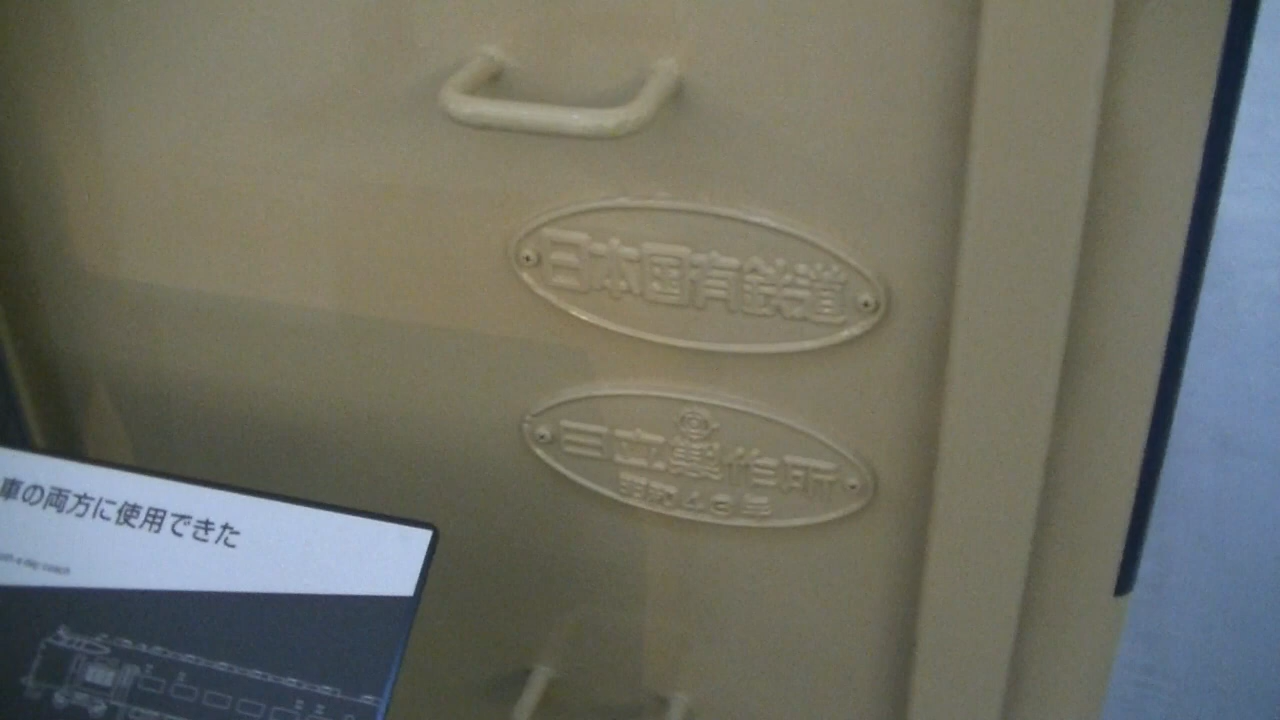 日本国有鉄道
日立製作所
昭和43年
車の両方に使用できた